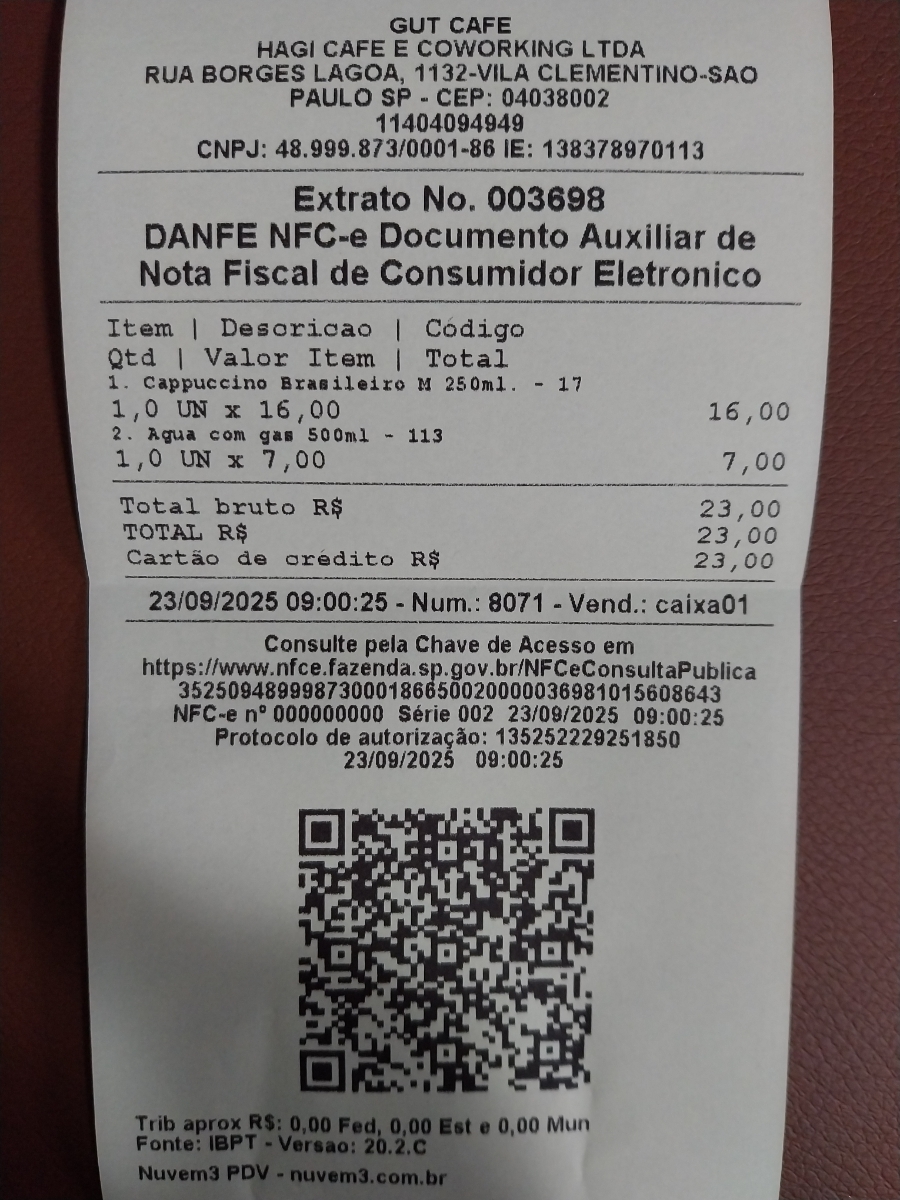 GUT CAFE
HAGI CAFE E COWORKING LTDA
RUA BORGES LAGOA, 1132-VILA CLEMENTINO-SAO
PAULO SP - CEP: 04038002
11404094949
CNPJ: 48.999.873/0001-86 IE: 138378970113
Extrato No. 003698
DANFE NFC-e Documento Auxiliar de
Nota Fiscal de Consumidor Eletronico
Item | Descricao | Código
Qtd | Valor Item | Total
1. Cappuccino Brasileiro M 250ml. - 17
1,0 UN x 16,00 16,00
2. Agua com gas 500ml - 113
1,0 UN x 7,00 7,00
Total bruto R$ 23,00
TOTAL R$ 23,00
Cartão de crédito R$ 23,00
23/09/2025 09:00:25 - Num.: 8071 - Vend.: caixa01
Consulte pela Chave de Acesso em
https://www.nfce.fazenda.sp.gov.br/NFCeConsultaPublica
35250948999873000186650020000036981015608643
NFC-e nº 000000000 Série 002 23/09/2025 09:00:25
Protocolo de autorização: 135252229251850
23/09/2025 09:00:25
Trib aprox R$: 0,00 Fed, 0,00 Est e 0,00 Mun
Fonte: IBPT - Versao: 20.2.C
Nuvem3 PDV - nuvem3.com.br